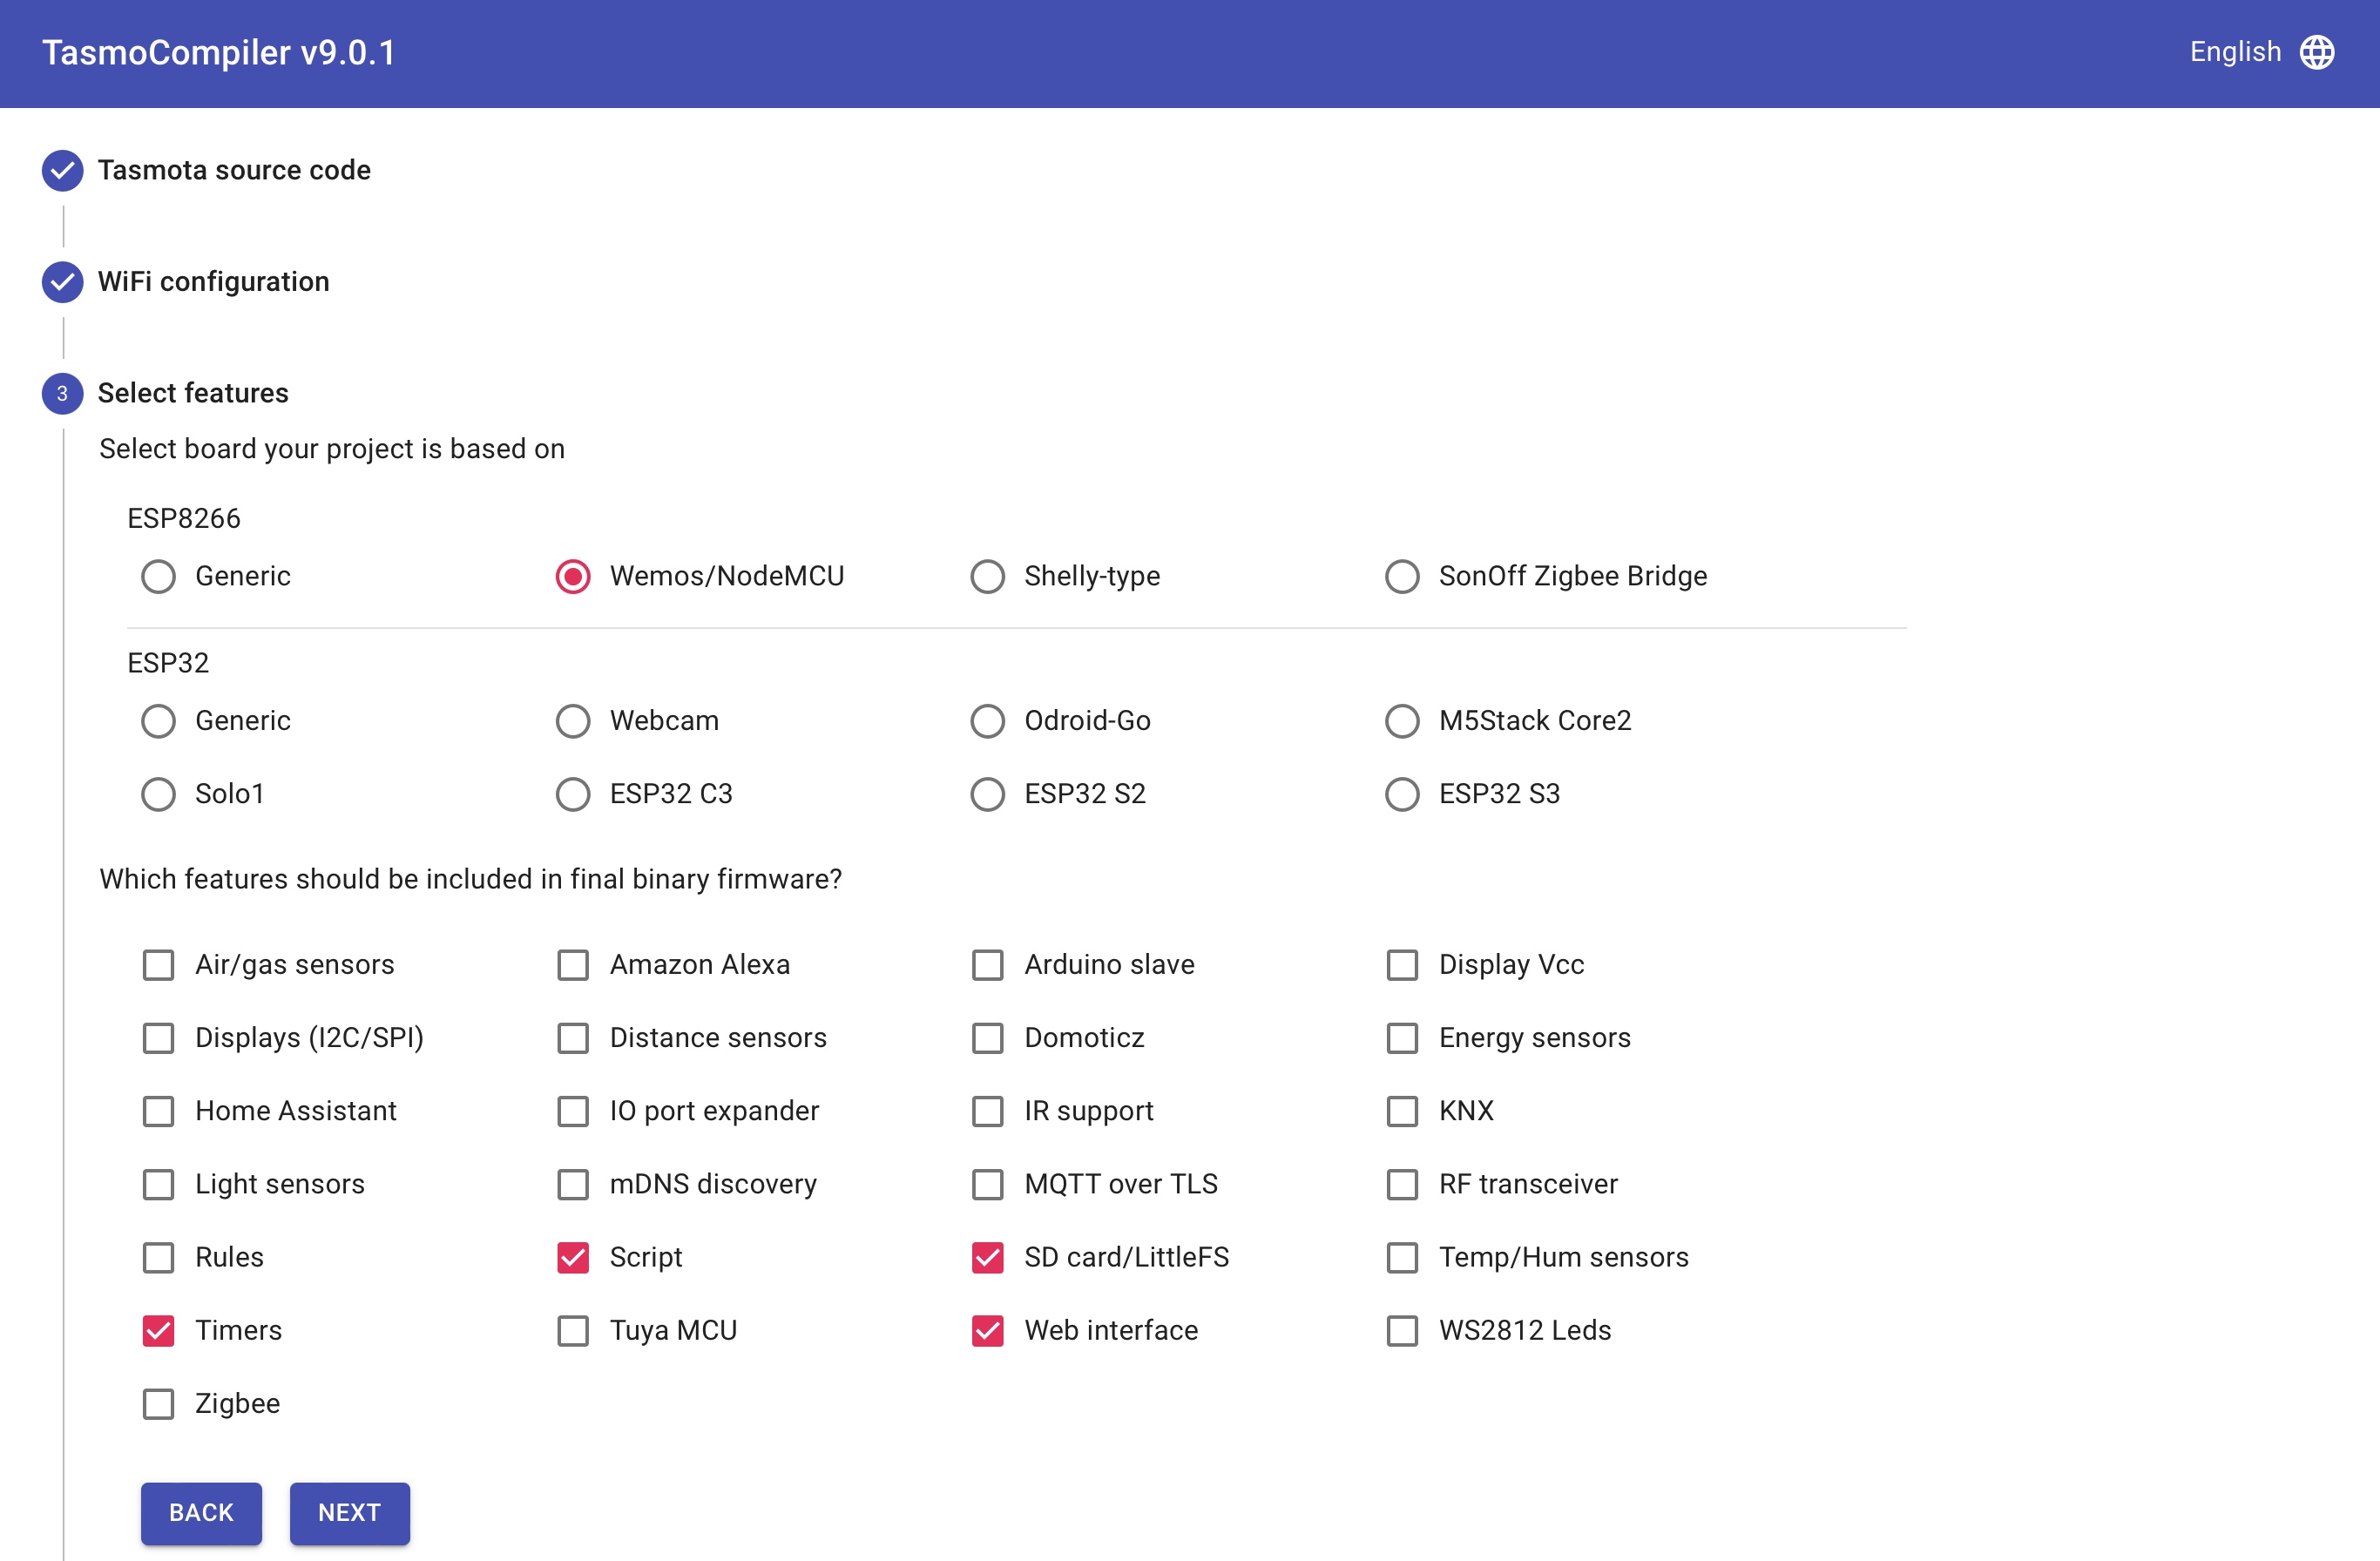 TasmoCompiler v9.0.1 English
Tasmota source code
WiFi configuration
3 Select features
Select board your project is based on
ESP8266
Generic Wemos/NodeMCU Shelly-type SonOff Zigbee Bridge
ESP32
Generic Webcam Odroid-Go M5Stack Core2
Solo1 ESP32 C3 ESP32 S2 ESP32 S3
Which features should be included in final binary firmware?
Air/gas sensors Amazon Alexa Arduino slave Display Vcc
Displays (I2C/SPI) Distance sensors Domoticz Energy sensors
Home Assistant IO port expander IR support KNX
Light sensors mDNS discovery MQTT over TLS RF transceiver
Rules Script SD card/LittleFS Temp/Hum sensors
Timers Tuya MCU Web interface WS2812 Leds
Zigbee
BACK NEXT